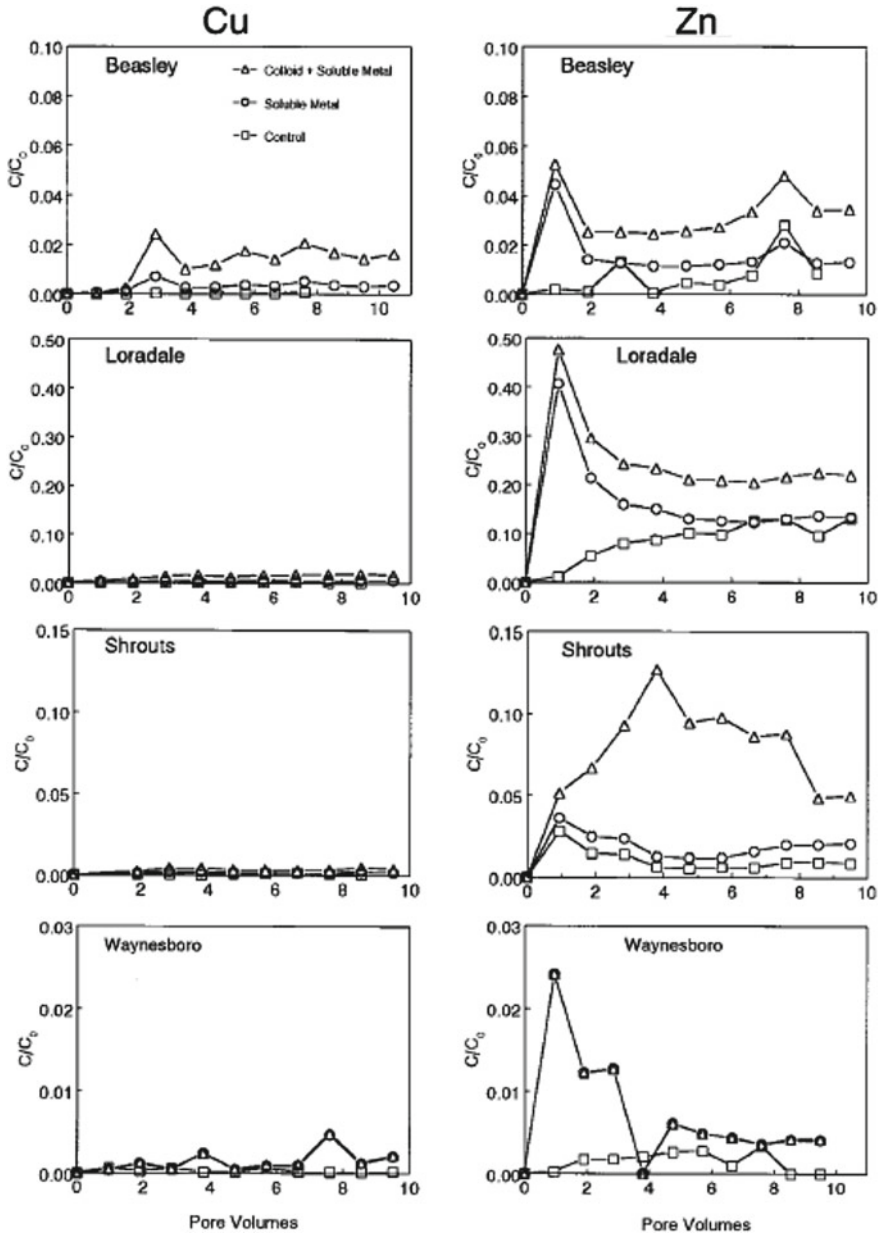 Cu
Zn
Beasley
Colloid + Soluble Metal
Soluble Metal
Control
C/C0
0.10
0.08
0.06
0.04
0.02
0.00
0 2 4 6 8 10
Beasley
C/C0
0.10
0.08
0.06
0.04
0.02
0.00
0 2 4 6 8 10
Loradale
C/C0
0.50
0.40
0.30
0.20
0.10
0.00
0 2 4 6 8 10
Loradale
C/C0
0.50
0.40
0.30
0.20
0.10
0.00
0 2 4 6 8 10
Shrouts
C/C0
0.15
0.10
0.05
0.00
0 2 4 6 8 10
Shrouts
C/C0
0.15
0.10
0.05
0.00
0 2 4 6 8 10
Waynesboro
C/C0
0.03
0.02
0.01
0.00
0 2 4 6 8 10
Pore Volumes
Waynesboro
C/C0
0.03
0.02
0.01
0.00
0 2 4 6 8 10
Pore Volumes